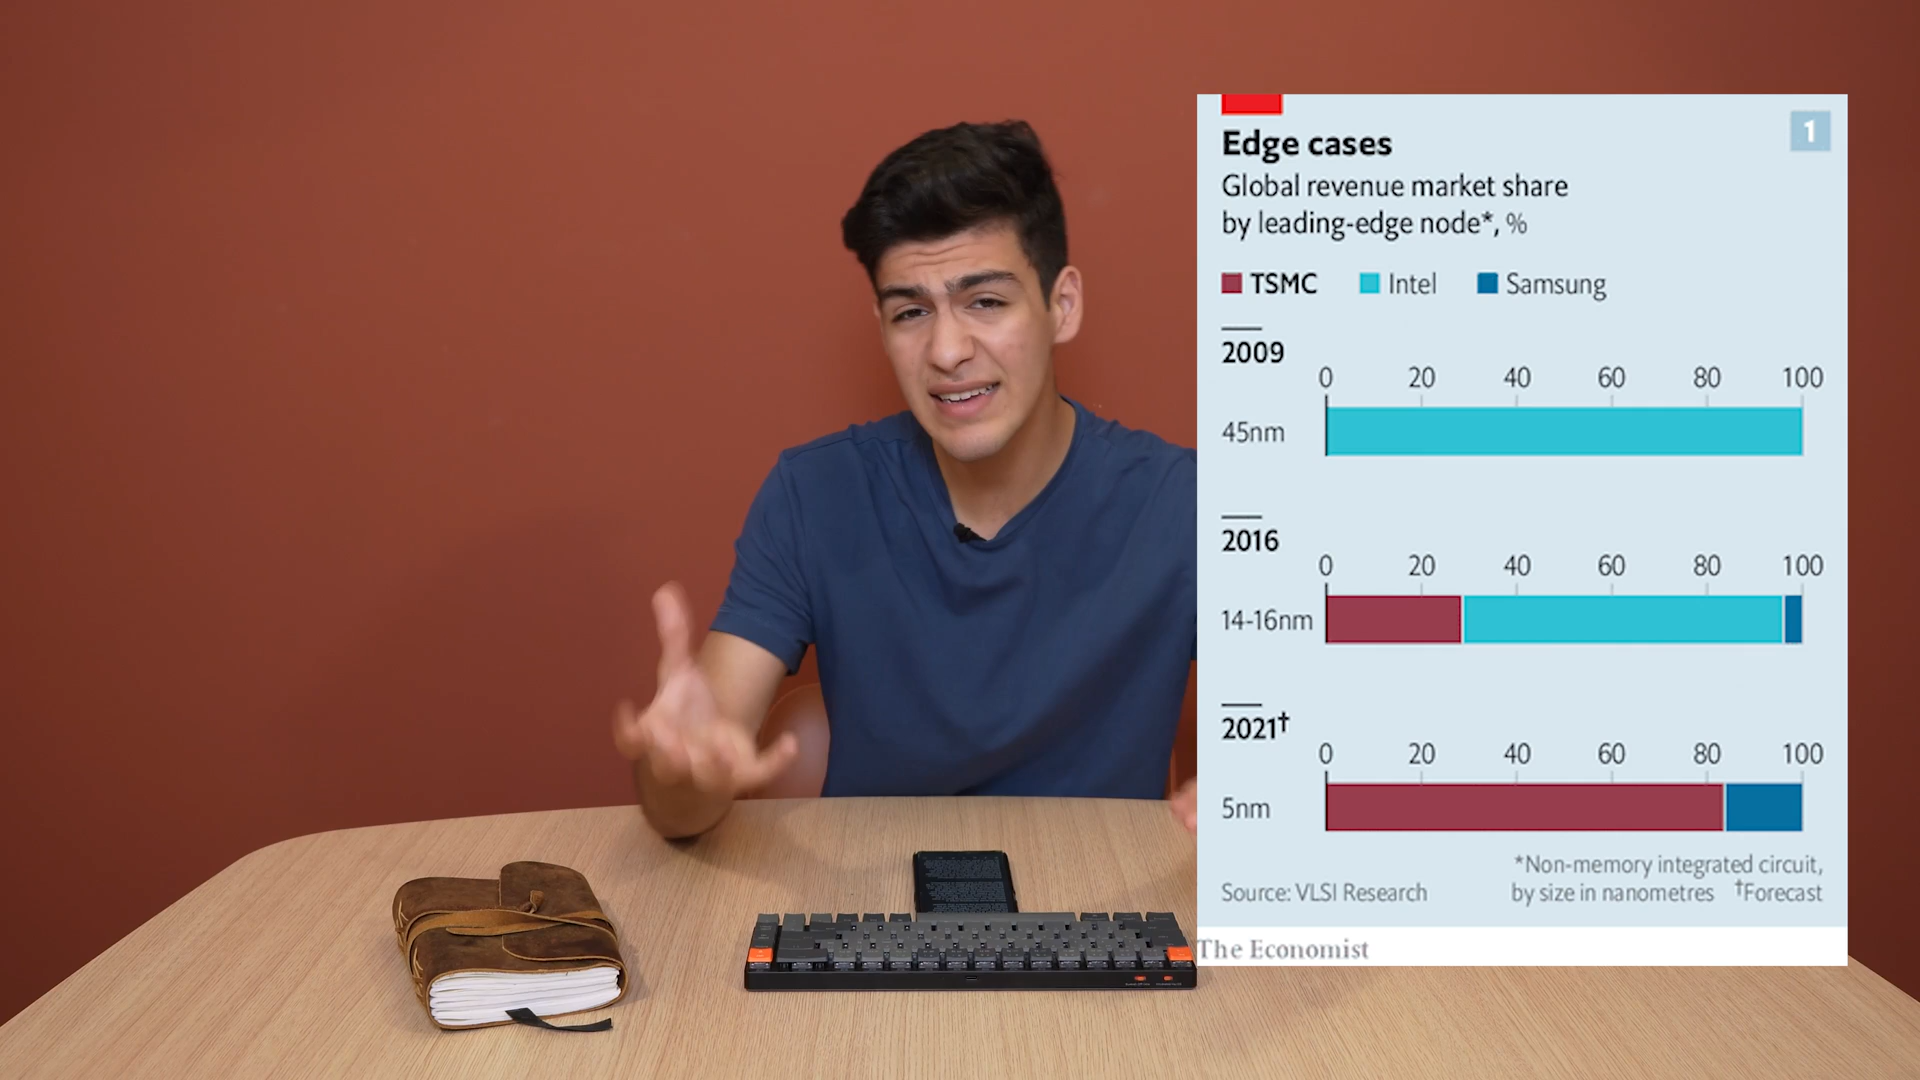 1
Edge cases
Global revenue market share
by leading-edge node*, %
TSMC Intel Samsung
2009
0 20 40 60 80 100
45nm
2016
0 20 40 60 80 100
14-16nm
2021†
0 20 40 60 80 100
5nm
*Non-memory integrated circuit,
Source: VLSI Research by size in nanometres †Forecast
The Economist